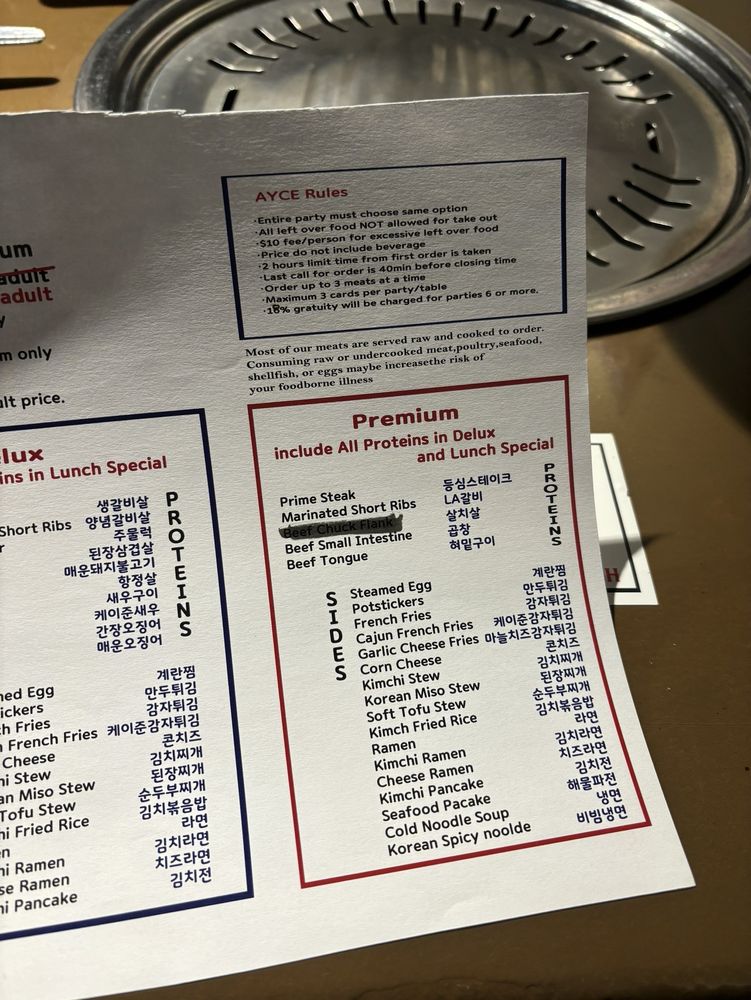 um
adult
adult
y
m only
lt price.
AYCE Rules
·Entire party must choose same option
·All left over food NOT allowed for take out
·$10 fee/person for excessive left over food
·Price do not include beverage
·2 hours limit time from first order is taken
·Last call for order is 40min before closing time
·Order up to 3 meats at a time
·Maximum 3 cards per party/table
·18% gratuity will be charged for parties 6 or more.
Most of our meats are served raw and cooked to order.
Consuming raw or undercooked meat,poultry,seafood,
shellfish, or eggs maybe increasethe risk of
your foodborne illness
lux
ins in Lunch Special
생갈비살
Short Ribs 양념갈비살
r 주물럭
된장삼겹살
매운돼지불고기
항정살
새우구이
케이준새우
간장오징어
매운오징어
PROTEINS
ned Egg 계란찜
ickers 만두튀김
h Fries 감자튀김
n French Fries 케이준감자튀김
Cheese 콘치즈
hi Stew 김치찌개
an Miso Stew 된장찌개
Tofu Stew 순두부찌개
hi Fried Rice 김치볶음밥
en 라면
hi Ramen 김치라면
se Ramen 치즈라면
hi Pancake 김치전
Premium
include All Proteins in Delux
and Lunch Special
Prime Steak 등심스테이크
Marinated Short Ribs LA갈비
Beef Chuck Flank 살치살
Beef Small Intestine 곱창
Beef Tongue 혀밑구이
PROTEINS
SIDES
Steamed Egg 계란찜
Potstickers 만두튀김
French Fries 감자튀김
Cajun French Fries 케이준감자튀김
Garlic Cheese Fries 마늘치즈감자튀김
Corn Cheese 콘치즈
Kimchi Stew 김치찌개
Korean Miso Stew 된장찌개
Soft Tofu Stew 순두부찌개
Kimch Fried Rice 김치볶음밥
Ramen 라면
Kimchi Ramen 김치라면
Cheese Ramen 치즈라면
Kimchi Pancake 김치전
Seafood Pacake 해물파전
Cold Noodle Soup 냉면
Korean Spicy noolde 비빔냉면
H